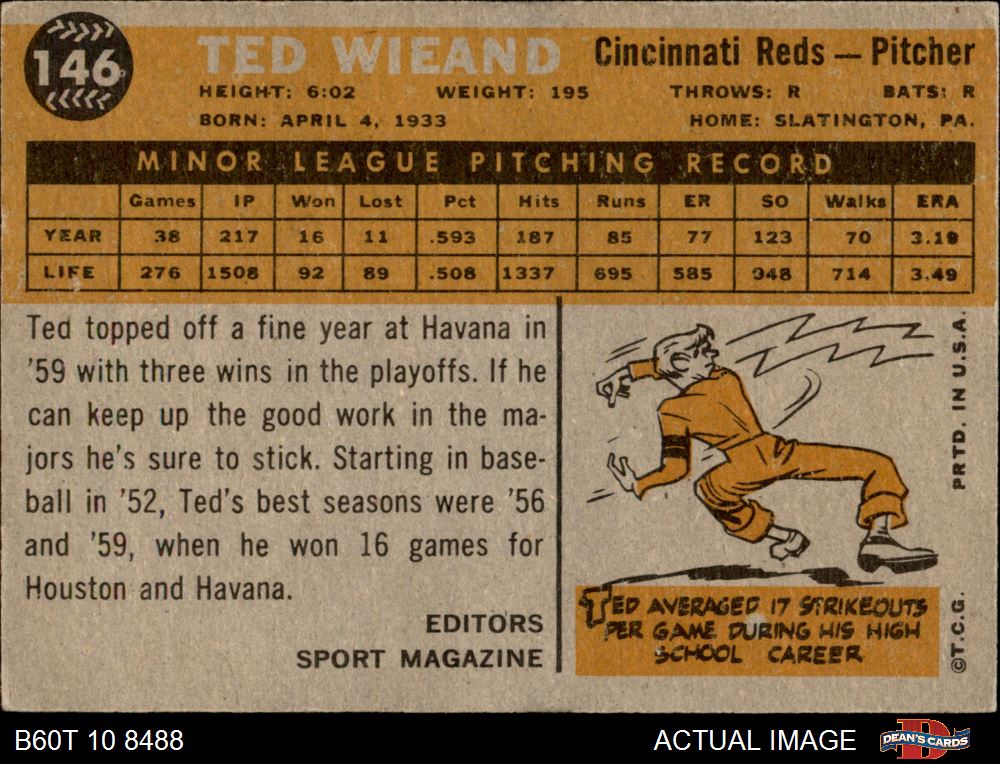 146
TED WIEAND Cincinnati Reds — Pitcher
HEIGHT: 6:02 WEIGHT: 195 THROWS: R BATS: R
BORN: APRIL 4, 1933 HOME: SLATINGTON, PA.
MINOR LEAGUE PITCHING RECORD
Games IP Won Lost Pct Hits Runs ER SO Walks ERA
YEAR 38 217 16 11 .593 187 85 77 123 70 3.19
LIFE 276 1508 92 89 .508 1337 695 585 948 714 3.49
Ted topped off a fine year at Havana in
'59 with three wins in the playoffs. If he
can keep up the good work in the ma-
jors he's sure to stick. Starting in base-
ball in '52, Ted's best seasons were '56
and '59, when he won 16 games for
Houston and Havana.
EDITORS
SPORT MAGAZINE
TED AVERAGED 17 STRIKEOUTS
PER GAME DURING HIS HIGH
SCHOOL CAREER
©T.C.G. PRTD. IN U.S.A.
B60T 10 8488 ACTUAL IMAGE DEAN'S CARDS